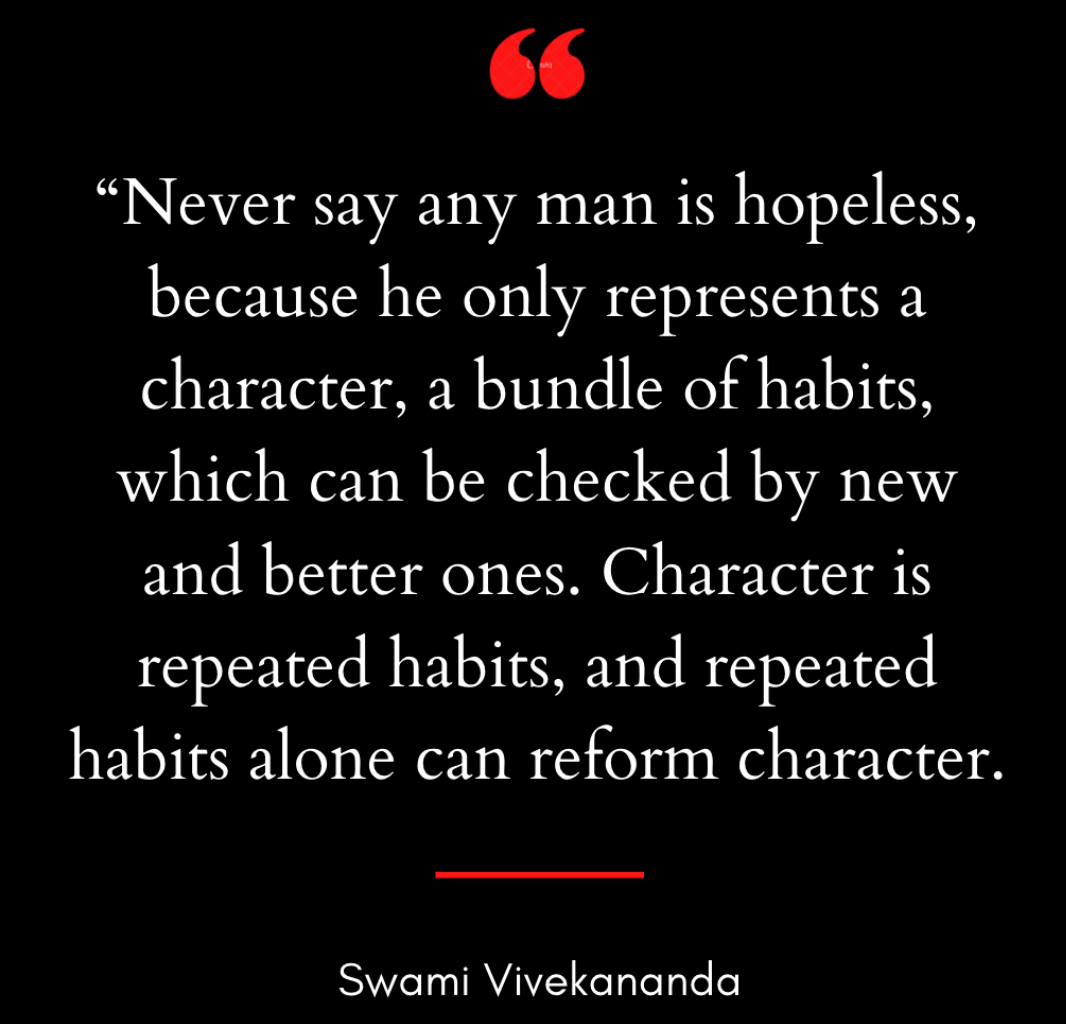 “Never say any man is hopeless,
because he only represents a
character, a bundle of habits,
which can be checked by new
and better ones. Character is
repeated habits, and repeated
habits alone can reform character.
Swami Vivekananda